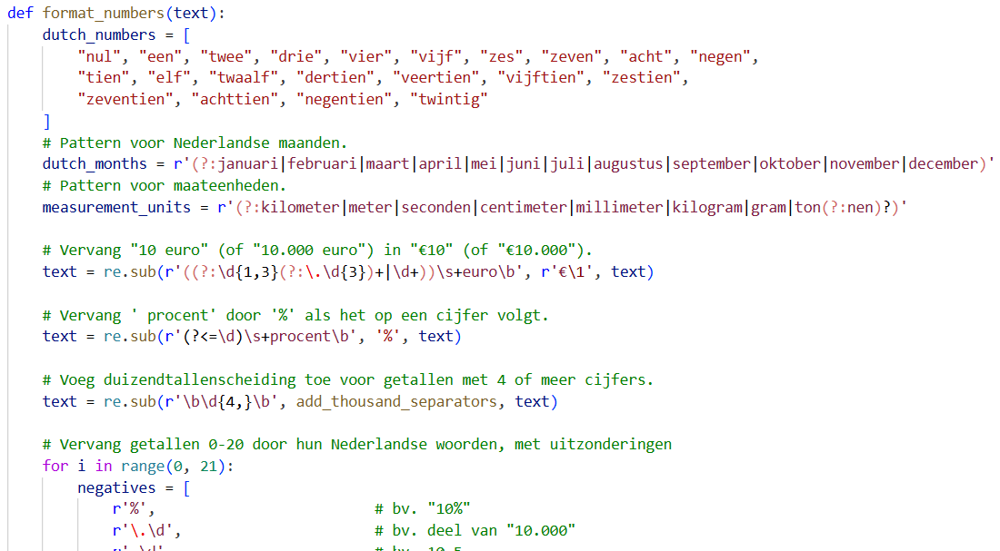 def format_numbers(text):
    dutch_numbers = [
        "nul", "een", "twee", "drie", "vier", "vijf", "zes", "zeven", "acht", "negen",
        "tien", "elf", "twaalf", "dertien", "veertien", "vijftien", "zestien",
        "zeventien", "achttien", "negentien", "twintig"
    ]
    # Pattern voor Nederlandse maanden.
    dutch_months = r'(?:januari|februari|maart|april|mei|juni|juli|augustus|september|oktober|november|december)'
    # Pattern voor maateenheden.
    measurement_units = r'(?:kilometer|meter|seconden|centimeter|millimeter|kilogram|gram|ton(?:nen)?)'
    # Vervang "10 euro" (of "10.000 euro") in "€10" (of "€10.000").
    text = re.sub(r'((?:\d{1,3}(?:\.\d{3})+|\d+))\s+euro\b', r'€\1', text)
    # Vervang ' procent' door '%' als het op een cijfer volgt.
    text = re.sub(r'(?<=\d)\s+procent\b', '%', text)
    # Voeg duizendtallenscheiding toe voor getallen met 4 of meer cijfers.
    text = re.sub(r'\b\d{4,}\b', add_thousand_separators, text)
    # Vervang getallen 0-20 door hun Nederlandse woorden, met uitzonderingen
    for i in range(0, 21):
        negatives = [
            r'%',                         # bv. "10%"
            r'\.\d',                      # bv. deel van "10.000"